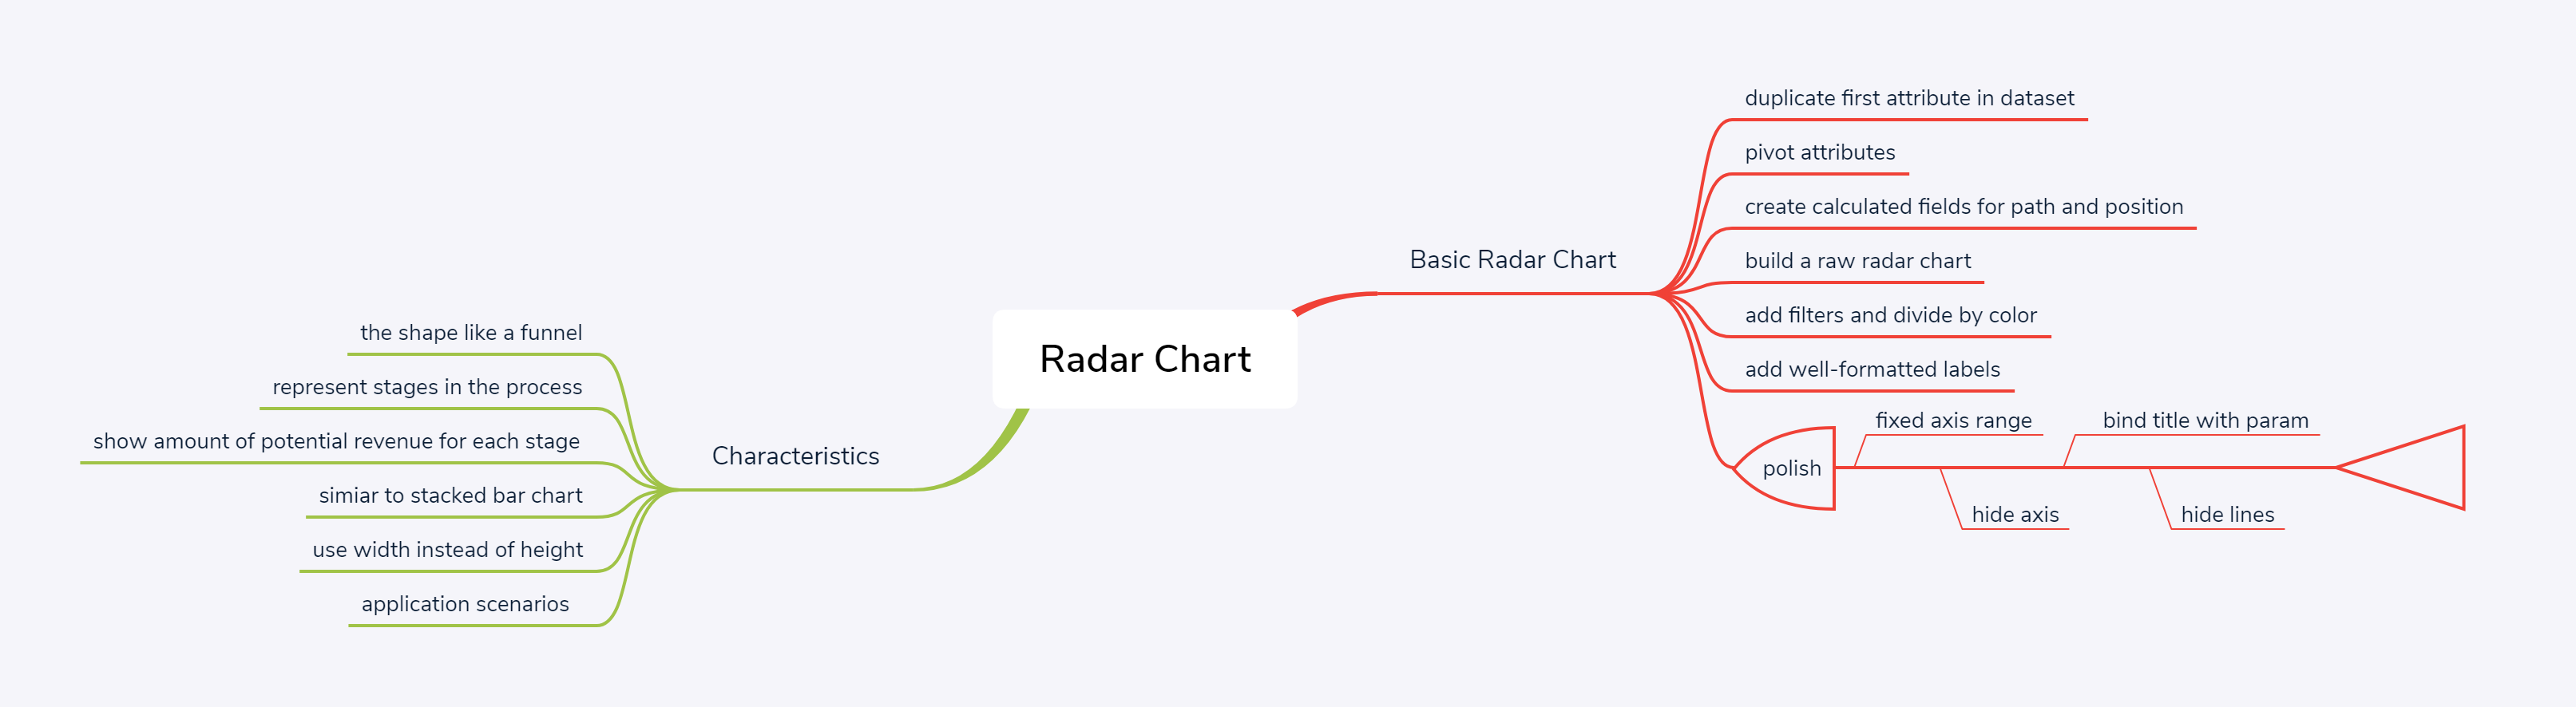 Radar Chart
Basic Radar Chart
duplicate first attribute in dataset
pivot attributes
create calculated fields for path and position
build a raw radar chart
add filters and divide by color
add well-formatted labels
polish
fixed axis range
hide axis
bind title with param
hide lines
Characteristics
the shape like a funnel
represent stages in the process
show amount of potential revenue for each stage
simiar to stacked bar chart
use width instead of height
application scenarios